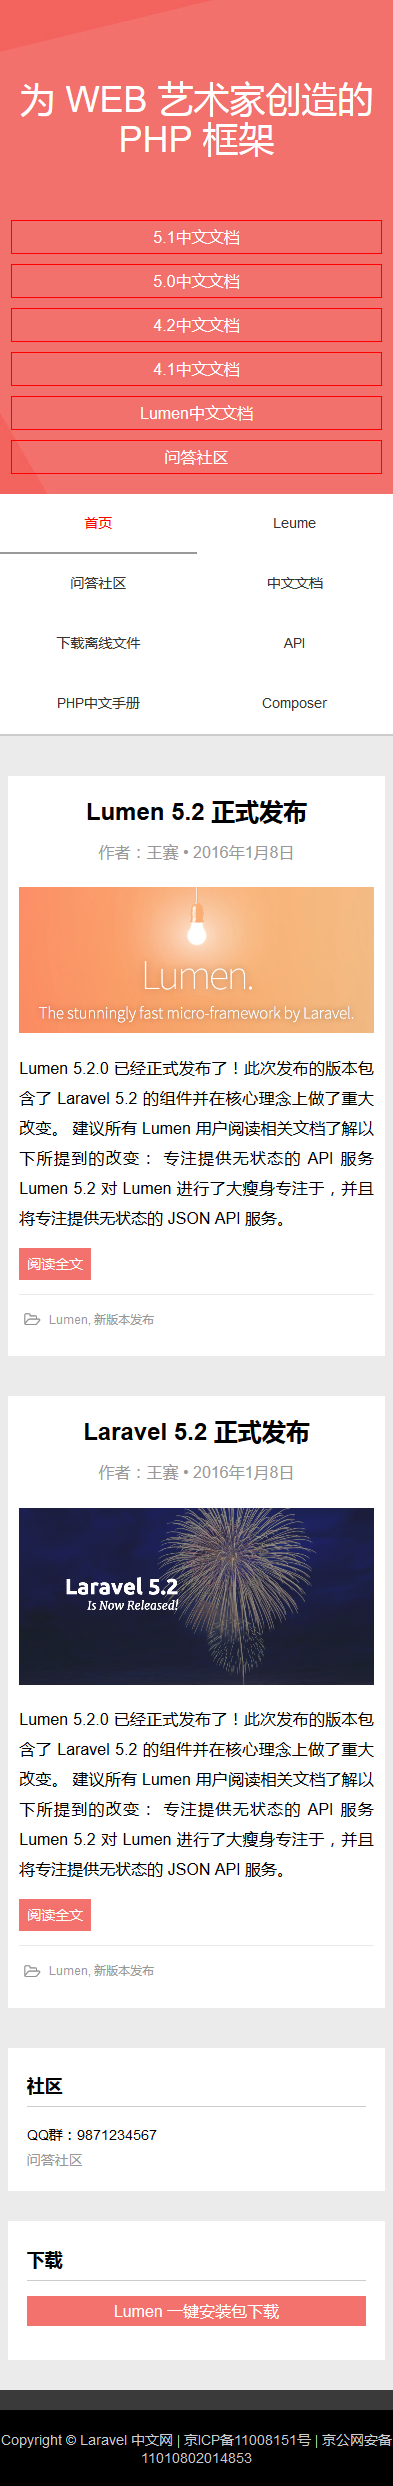 为 WEB 艺术家创造的
PHP 框架
5.1中文文档
5.0中文文档
4.2中文文档
4.1中文文档
Lumen中文文档
问答社区
首页
Leume
问答社区
中文文档
下载离线文件
API
PHP中文手册
Composer
Lumen 5.2 正式发布
作者：王赛 • 2016年1月8日
Lumen.
The stunningly fast micro-framework by Laravel.
Lumen 5.2.0 已经正式发布了！此次发布的版本包
含了 Laravel 5.2 的组件并在核心理念上做了重大
改变。 建议所有 Lumen 用户阅读相关文档了解以
下所提到的改变： 专注提供无状态的 API 服务
Lumen 5.2 对 Lumen 进行了大瘦身专注于，并且
将专注提供无状态的 JSON API 服务。
阅读全文
Lumen, 新版本发布
Laravel 5.2 正式发布
作者：王赛 • 2016年1月8日
Laravel 5.2
Is Now Released!
Lumen 5.2.0 已经正式发布了！此次发布的版本包
含了 Laravel 5.2 的组件并在核心理念上做了重大
改变。 建议所有 Lumen 用户阅读相关文档了解以
下所提到的改变： 专注提供无状态的 API 服务
Lumen 5.2 对 Lumen 进行了大瘦身专注于，并且
将专注提供无状态的 JSON API 服务。
阅读全文
Lumen, 新版本发布
社区
QQ群：9871234567
问答社区
下载
Lumen 一键安装包下载
Copyright © Laravel 中文网 | 京ICP备11008151号 | 京公网安备
11010802014853